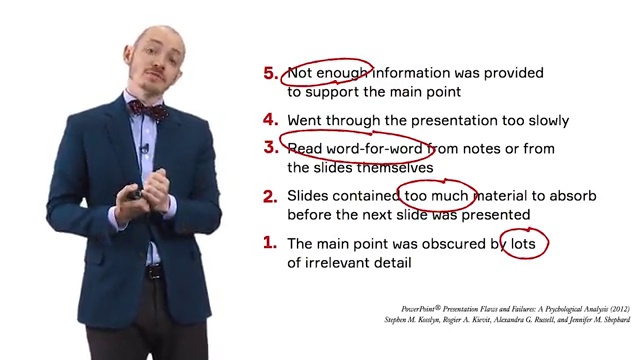 5. Not enough information was provided
to support the main point
4. Went through the presentation too slowly
3. Read word-for-word from notes or from
the slides themselves
2. Slides contained too much material to absorb
before the next slide was presented
1. The main point was obscured by lots
of irrelevant detail
PowerPoint® Presentation Flaws and Failures: A Psychological Analysis (2012)
Stephen M. Kosslyn, Rogier A. Kievit, Alexandra G. Russell, and Jennifer M. Shephard